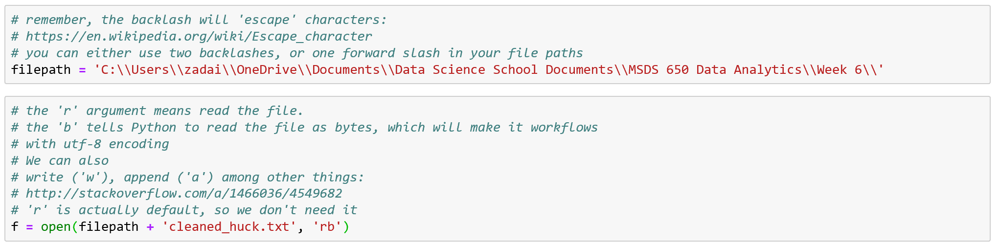 # remember, the backlash will 'escape' characters:
# https://en.wikipedia.org/wiki/Escape_character
# you can either use two backlashes, or one forward slash in your file paths
filepath = 'C:\\Users\\zadai\\OneDrive\\Documents\\Data Science School Documents\\MSDS 650 Data Analytics\\Week 6\\'
# the 'r' argument means read the file.
# the 'b' tells Python to read the file as bytes, which will make it workflows
# with utf-8 encoding
# We can also
# write ('w'), append ('a') among other things:
# http://stackoverflow.com/a/1466036/4549682
# 'r' is actually default, so we don't need it
f = open(filepath + 'cleaned_huck.txt', 'rb')